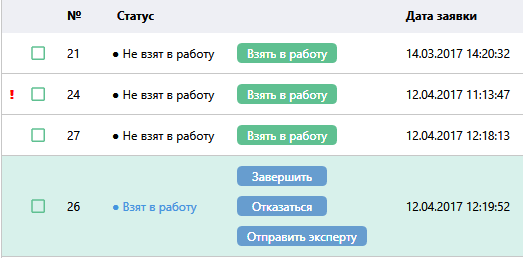 № Статус Дата заявки
21 ● Не взят в работу Взять в работу 14.03.2017 14:20:32
! 24 ● Не взят в работу Взять в работу 12.04.2017 11:13:47
27 ● Не взят в работу Взять в работу 12.04.2017 12:18:13
Завершить
26 ● Взят в работу Отказаться 12.04.2017 12:19:52
Отправить эксперту